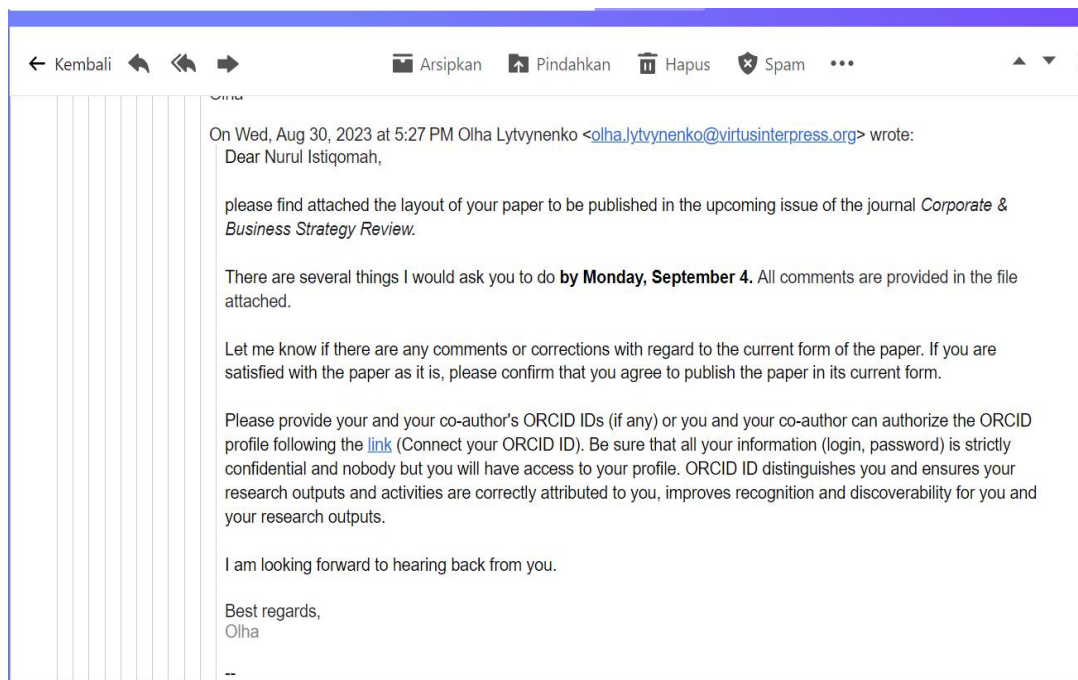 Kembali
Arsipkan
Pindahkan
Hapus
Spam
On Wed, Aug 30, 2023 at 5:27 PM Olha Lytvynenko <olha.lytvynenko@virtusinterpress.org> wrote:
Dear Nurul Istiqomah,
please find attached the layout of your paper to be published in the upcoming issue of the journal Corporate &
Business Strategy Review.
There are several things I would ask you to do by Monday, September 4. All comments are provided in the file
attached.
Let me know if there are any comments or corrections with regard to the current form of the paper. If you are
satisfied with the paper as it is, please confirm that you agree to publish the paper in its current form.
Please provide your and your co-author's ORCID IDs (if any) or you and your co-author can authorize the ORCID
profile following the link (Connect your ORCID ID). Be sure that all your information (login, password) is strictly
confidential and nobody but you will have access to your profile. ORCID ID distinguishes you and ensures your
research outputs and activities are correctly attributed to you, improves recognition and discoverability for you and
your research outputs.
I am looking forward to hearing back from you.
Best regards,
Olha
--